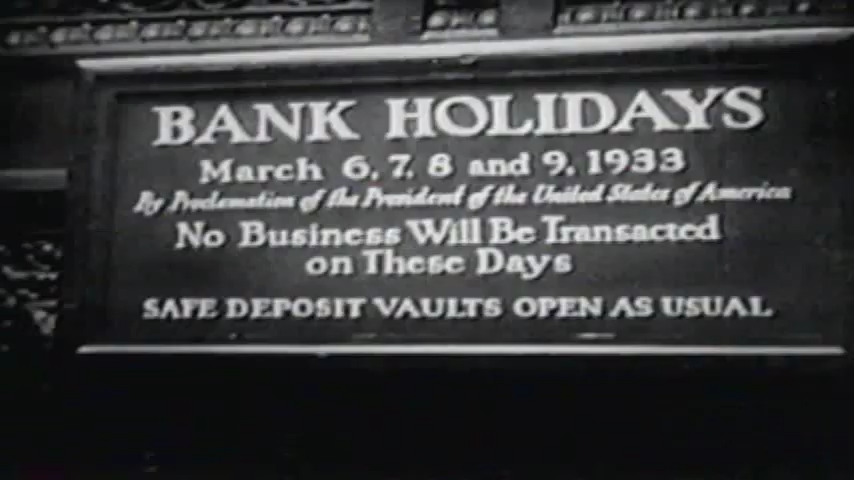 BANK HOLIDAYS
March 6, 7, 8 and 9, 1933
By Proclamation of the President of the United States of America
No Business Will Be Transacted
on These Days
SAFE DEPOSIT VAULTS OPEN AS USUAL